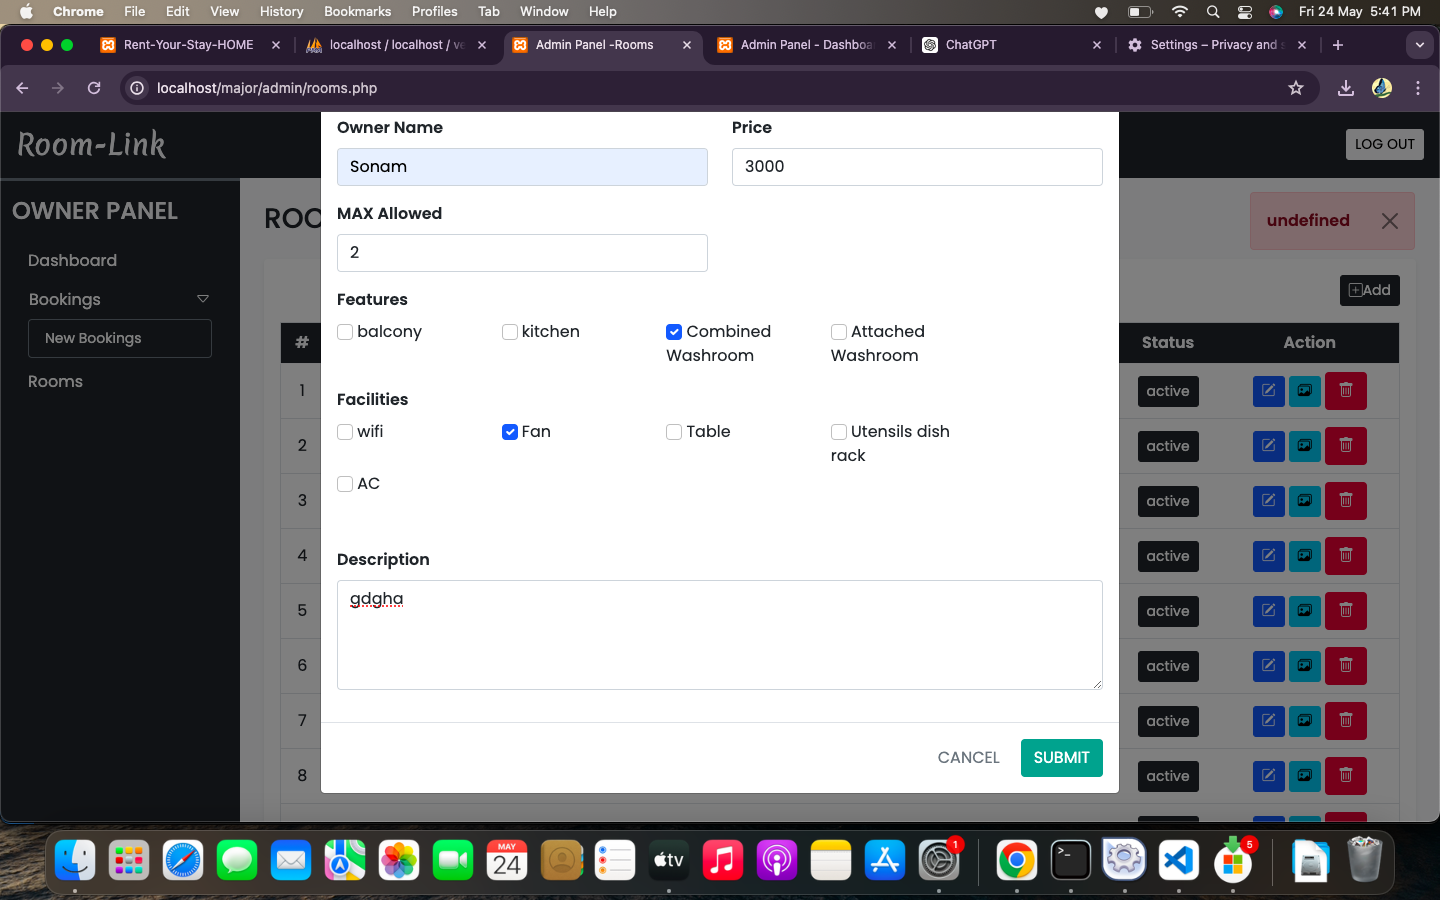 Chrome File Edit View History Bookmarks Profiles Tab Window Help Fri 24 May 5:41 PM
Rent-Your-Stay-HOME localhost / localhost / ve Admin Panel -Rooms Admin Panel - Dashboa ChatGPT Settings – Privacy and s
localhost/major/admin/rooms.php
Room-Link
LOG OUT
OWNER PANEL
Dashboard
Bookings
New Bookings
Rooms
ROO
undefined
Add
Owner Name Price
Sonam 3000
MAX Allowed
2
Features
balcony kitchen Combined Washroom Attached Washroom
Facilities
wifi Fan Table Utensils dish rack
AC
Description
gdgha
CANCEL SUBMIT
# Status Action
1 active
2 active
3 active
4 active
5 active
6 active
7 active
8 active
MAY
24
tv
1
>_
5